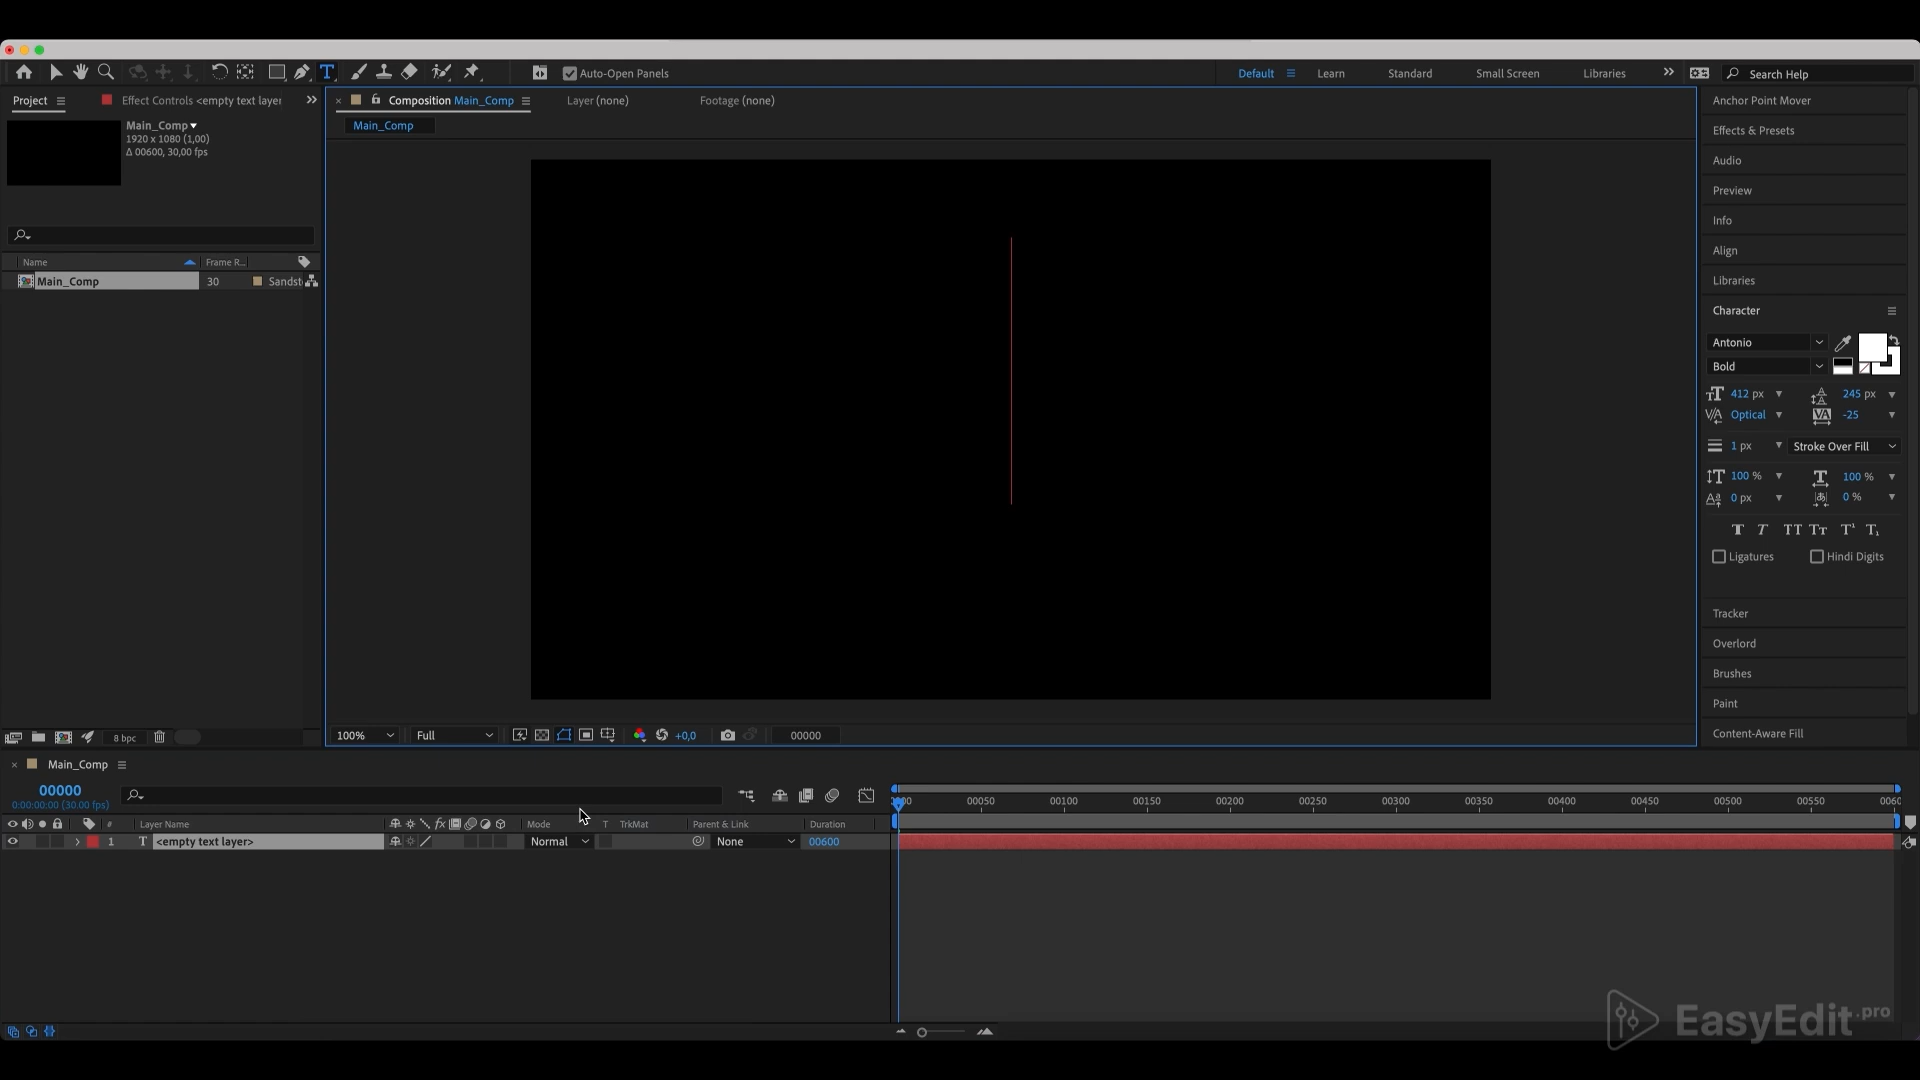 Auto-Open Panels
Default
Learn
Standard
Small Screen
Libraries
Search Help
Project
Effect Controls <empty text layer
Composition Main_Comp
Layer (none)
Footage (none)
Main_Comp
1920 x 1080 (1,00)
Δ 00600, 30,00 fps
Main_Comp
Name
Frame R...
Main_Comp
30
Sandst
8 bpc
100%
Full
+0,0
00000
Anchor Point Mover
Effects & Presets
Audio
Preview
Info
Align
Libraries
Character
Antonio
Bold
412 px
245 px
Optical
-25
1 px
Stroke Over Fill
100 %
100 %
0 px
0 %
Ligatures
Hindi Digits
Tracker
Overlord
Brushes
Paint
Content-Aware Fill
Main_Comp
00000
0:00:00:00 (30.00 fps)
# Layer Name
Mode
T TrkMat
Parent & Link
Duration
1 T <empty text layer>
Normal
None
00600
00050 00100 00150 00200 00250 00300 00350 00400 00450 00500 00550 0060
EasyEdit.pro